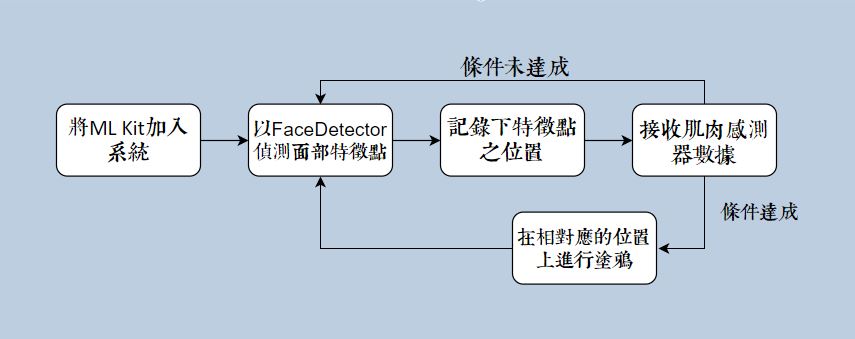 條件未達成
將ML Kit加入
系統
以FaceDetector
偵測面部特徵點
記錄下特徵點
之位置
接收肌肉感測
器數據
條件達成
在相對應的位置
上進行塗鴉